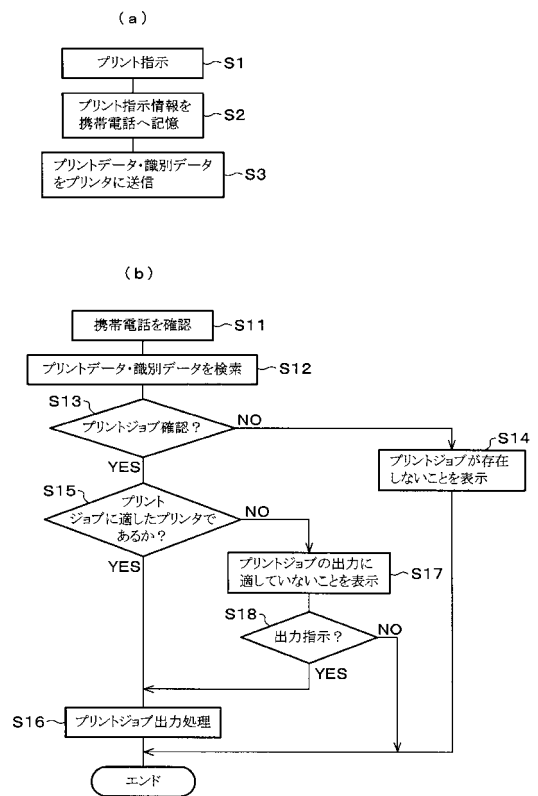 (a)
プリント指示
S1
プリント指示情報を
携帯電話へ記憶
S2
プリントデータ・識別データ
をプリンタに送信
S3
(b)
携帯電話を確認
S11
プリントデータ・識別データを検索
S12
S13
プリントジョブ確認?
NO
YES
S14
プリントジョブが存在
しないことを表示
S15
プリント
ジョブに適したプリンタで
あるか?
NO
YES
プリントジョブの出力に
適していないことを表示
S17
S18
出力指示?
NO
YES
S16
プリントジョブ出力処理
エンド